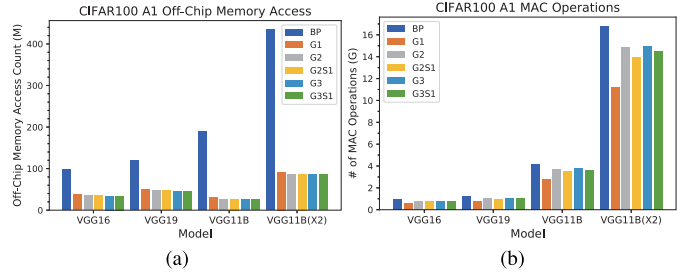 CIFAR100 A1 Off-Chip Memory Access
Off-Chip Memory Access Count (M)
400
300
200
100
0
BP
G1
G2
G2S1
G3
G3S1
VGG16 VGG19 VGG11B VGG11B(X2)
Model
(a)
CIFAR100 A1 MAC Operations
# of MAC Operations (G)
16
14
12
10
8
6
4
2
0
BP
G1
G2
G2S1
G3
G3S1
VGG16 VGG19 VGG11B VGG11B(X2)
Model
(b)